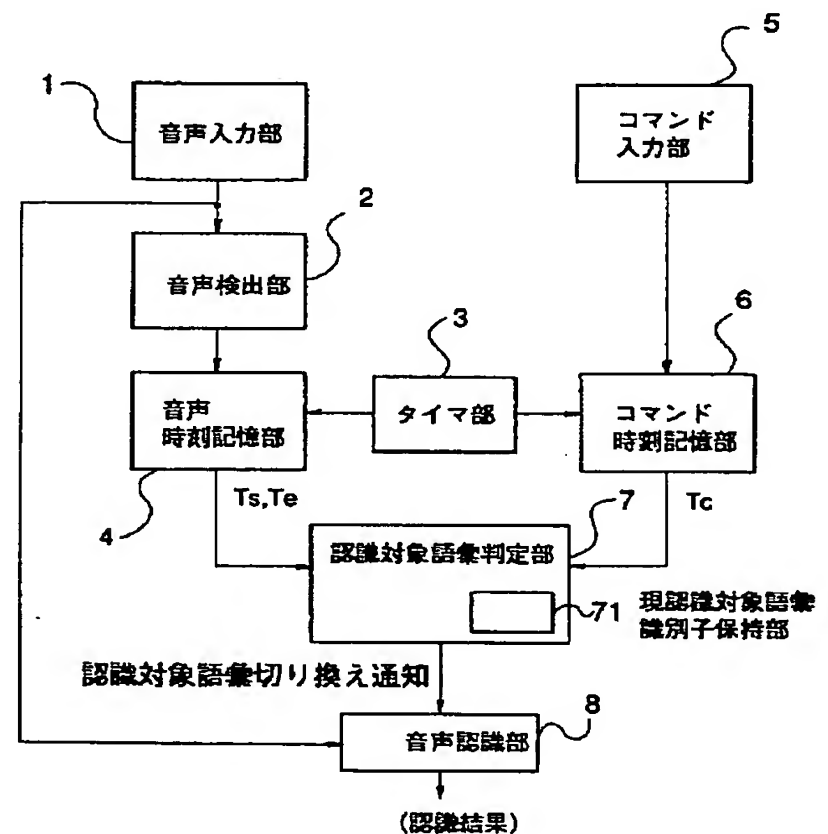 5
1
音声入力部
コマンド
入力部
2
音声検出部
3
6
音声
時刻記憶部
タイマ部
コマンド
時刻記憶部
4
Ts,Te
7
Tc
認識対象語彙判定部
71
現認識対象語彙
識別子保持部
認識対象語彙切り換え通知
8
音声認識部
(認識結果)